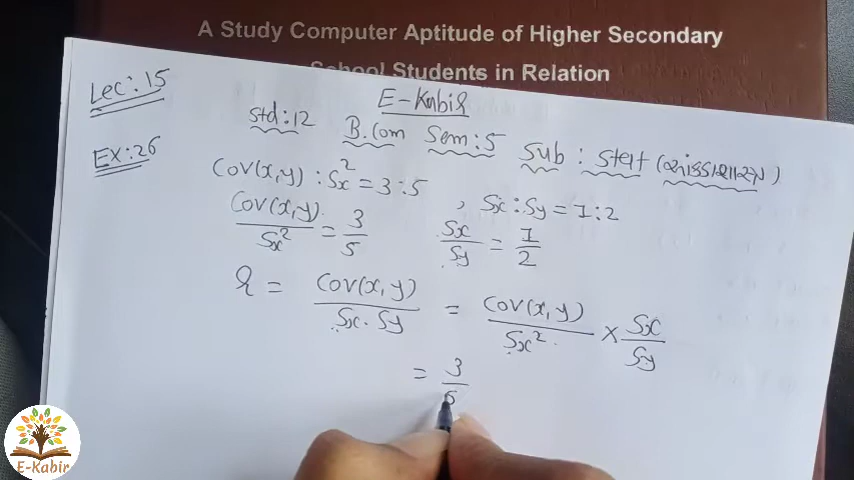 A Study Computer Aptitude of Higher Secondary
School Students in Relation
Lec:15
E-Kabir
Std:12 B.Com Sem:5 Sub: Stat
Ex:26
Cov(x,y) : Sx² = 3:5 , Sx:Sy = 1:2
Cov(x,y)/Sx² = 3/5 Sx/Sy = 1/2
r = Cov(x,y)/Sx.Sy = Cov(x,y)/Sx² × Sx/Sy
= 3/5
E-Kabir